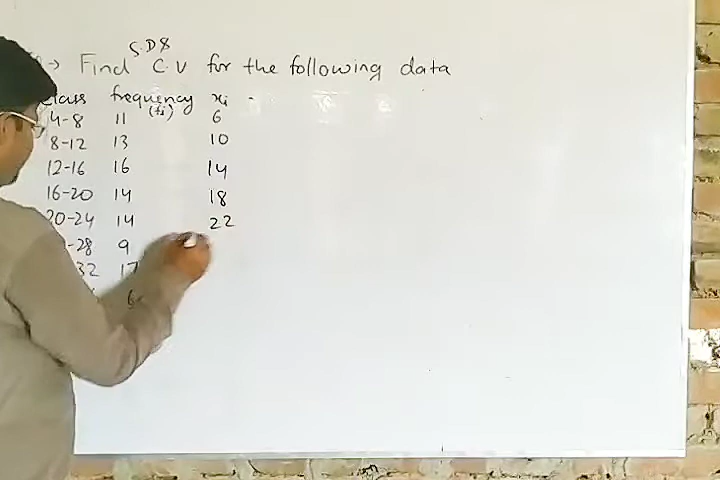 S.D &
→ Find C.V for the following data
class frequency xi -
(fi)
4-8 11 6
8-12 13 10
12-16 16 14
16-20 14 18
20-24 14 22
-28 9
32 17
6